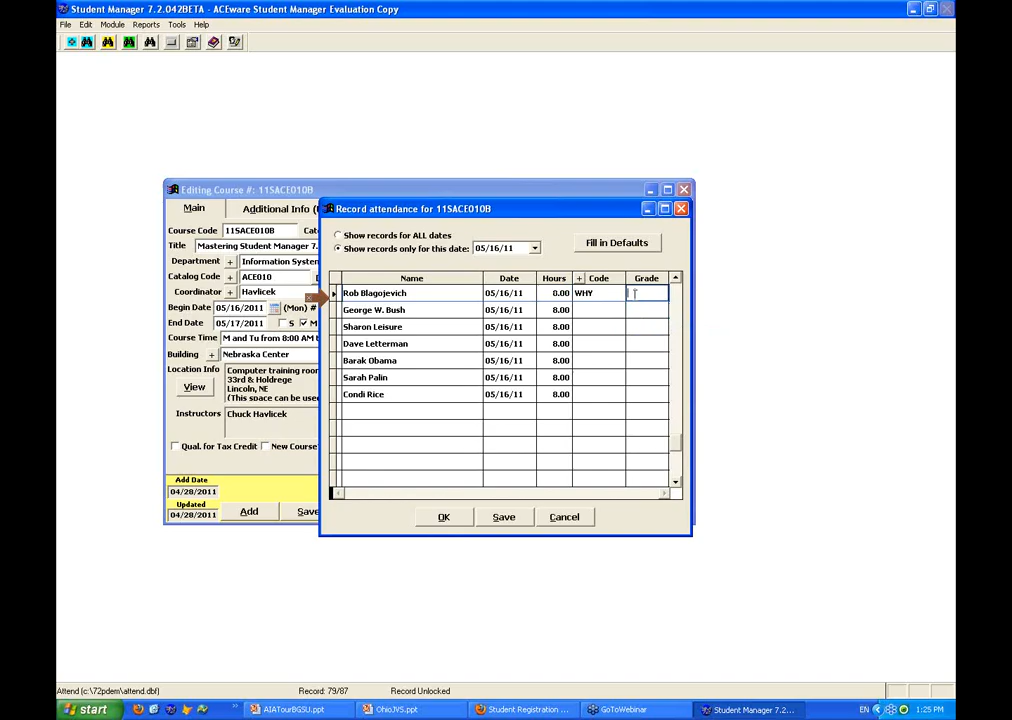 Student Manager 7.2.042BETA - ACEware Student Manager Evaluation Copy
File Edit Module Reports Tools Help
Editing Course #: 11SACE010B
Main Additional Info (
Course Code 11SACE010B
Title Mastering Student Manager 7.
Department + Information System
Catalog Code + ACE010
Coordinator + Havlicek
Begin Date 05/16/2011 (Mon) #
End Date 05/17/2011 S M
Course Time M and Tu from 8:00 AM
Building + Nebraska Center
Location Info Computer training roo
33rd & Holdrege
View Lincoln, NE
(This space can be used
Instructors Chuck Havlicek
Qual. for Tax Credit New Course
Add Date
04/28/2011
Updated
04/28/2011 Add Save
Record attendance for 11SACE010B
Show records for ALL dates
Show records only for this date: 05/16/11 Fill in Defaults
Name Date Hours + Code Grade
Rob Blagojevich 05/16/11 8.00 WHY
George W. Bush 05/16/11 8.00
Sharon Leisure 05/16/11 8.00
Dave Letterman 05/16/11 8.00
Barak Obama 05/16/11 8.00
Sarah Palin 05/16/11 8.00
Condi Rice 05/16/11 8.00
OK Save Cancel
Attend (c:\72pdem\attend.dbf) Record: 79/87 Record Unlocked
start AIATourBGSU.ppt OhioJVS.ppt Student Registration ... GoToWebinar Student Manager 7.2... EN 1:25 PM